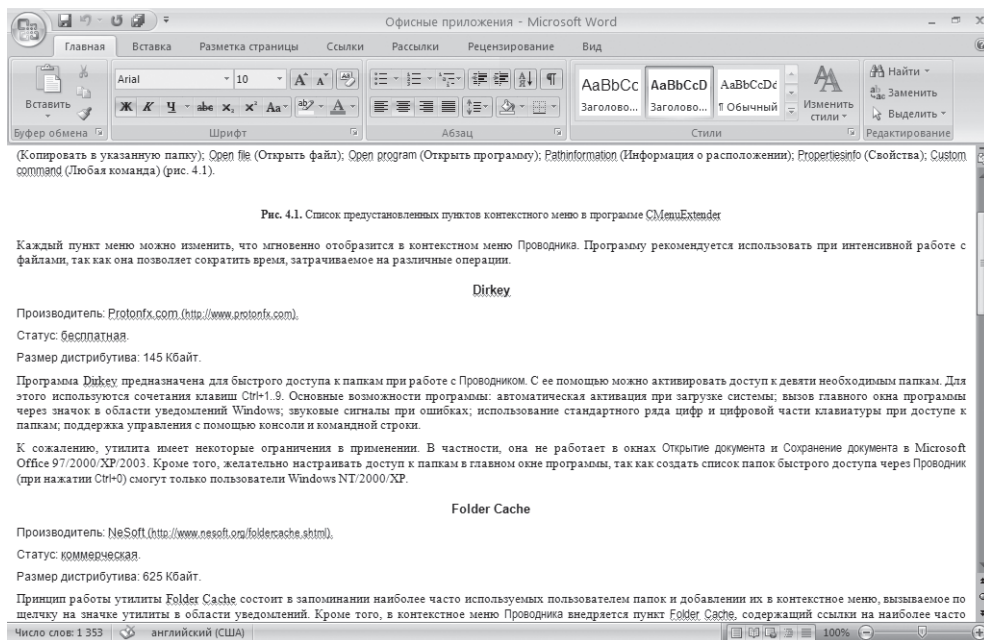 Офисные приложения - Microsoft Word
Главная Вставка Разметка страницы Ссылки Рассылки Рецензирование Вид
Вставить
Arial 10
Ж К Ч abc x₂ x² Aa
AaBbCc AaBbCcD AaBbCcDc
Заголово... Заголово... ¶ Обычный
Изменить стили
Найти
Заменить
Выделить
Буфер обмена Шрифт Абзац Стили Редактирование
(Копировать в указанную папку); Open file (Открыть файл); Open program (Открыть программу); Pathinformation (Информация о расположении); Propertiesinfo (Свойства); Custom
command (Любая команда) (рис. 4.1).
Рис. 4.1. Список предустановленных пунктов контекстного меню в программе CMenuExtender
Каждый пункт меню можно изменить, что мгновенно отобразится в контекстном меню Проводника. Программу рекомендуется использовать при интенсивной работе с
файлами, так как она позволяет сократить время, затрачиваемое на различные операции.
Dirkey
Производитель: Protonfx.com (http://www.protonfx.com).
Статус: бесплатная.
Размер дистрибутива: 145 Кбайт.
Программа Dirkey предназначена для быстрого доступа к папкам при работе с Проводником. С ее помощью можно активировать доступ к девяти необходимым папкам. Для
этого используются сочетания клавиш Ctrl+1..9. Основные возможности программы: автоматическая активация при загрузке системы; вызов главного окна программы
через значок в области уведомлений Windows; звуковые сигналы при ошибках; использование стандартного ряда цифр и цифровой части клавиатуры при доступе к
папкам; поддержка управления с помощью консоли и командной строки.
К сожалению, утилита имеет некоторые ограничения в применении. В частности, она не работает в окнах Открытие документа и Сохранение документа в Microsoft
Office 97/2000/XP/2003. Кроме того, желательно настраивать доступ к папкам в главном окне программы, так как создать список папок быстрого доступа через Проводник
(при нажатии Ctrl+0) смогут только пользователи Windows NT/2000/XP.
Folder Cache
Производитель: NeSoft (http://www.nesoft.org/foldercache.shtml).
Статус: коммерческая.
Размер дистрибутива: 625 Кбайт.
Принцип работы утилиты Folder Cache состоит в запоминании наиболее часто используемых пользователем папок и добавлении их в контекстное меню, вызываемое по
щелчку на значке утилиты в области уведомлений. Кроме того, в контекстное меню Проводника внедряется пункт Folder Cache, содержащий ссылки на наиболее часто
Число слов: 1 353 английский (США) 100%